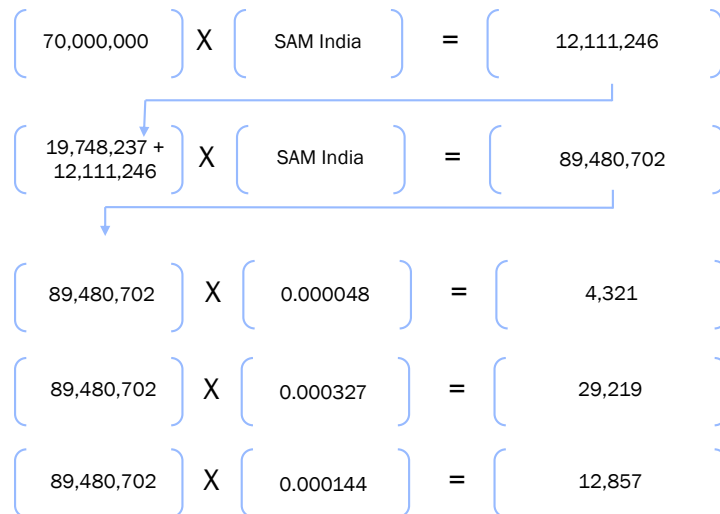 70,000,000 X SAM India = 12,111,246
19,748,237 +
12,111,246 X SAM India = 89,480,702
89,480,702 X 0.000048 = 4,321
89,480,702 X 0.000327 = 29,219
89,480,702 X 0.000144 = 12,857